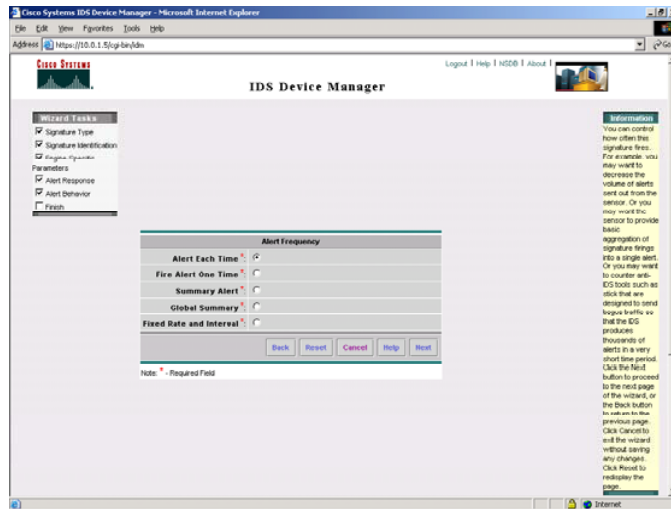 Cisco Systems IDS Device Manager - Microsoft Internet Explorer
File Edit View Favorites Tools Help
Address https://10.0.1.5/cgi-bin/idm Go
Cisco Systems
Logout | Help | NSDB | About |
IDS Device Manager
Wizard Tasks
Signature Type
Signature Identification
Engine-Specific
Parameters
Alert Response
Alert Behavior
Finish
Alert Frequency
Alert Each Time *:
Fire Alert One Time *:
Summary Alert *:
Global Summary *:
Fixed Rate and Interval *:
Back Reset Cancel Help Next
Note: * - Required Field
Information
You can control
how often this
signature fires.
For example, you
may want to
decrease the
volume of alerts
sent out from the
sensor. Or you
may want the
sensor to provide
basic
aggregation of
signature firings
into a single alert.
Or you may want
to counter anti-
IDS tools such as
stick that are
designed to send
bogus traffic so
that the IDS
produces
thousands of
alerts in a very
short time period.
Click the Next
button to proceed
to the next page
of the wizard, or
the Back button
to return to the
previous page.
Click Cancel to
exit the wizard
without saving
any changes.
Click Reset to
redisplay the
page.
Internet